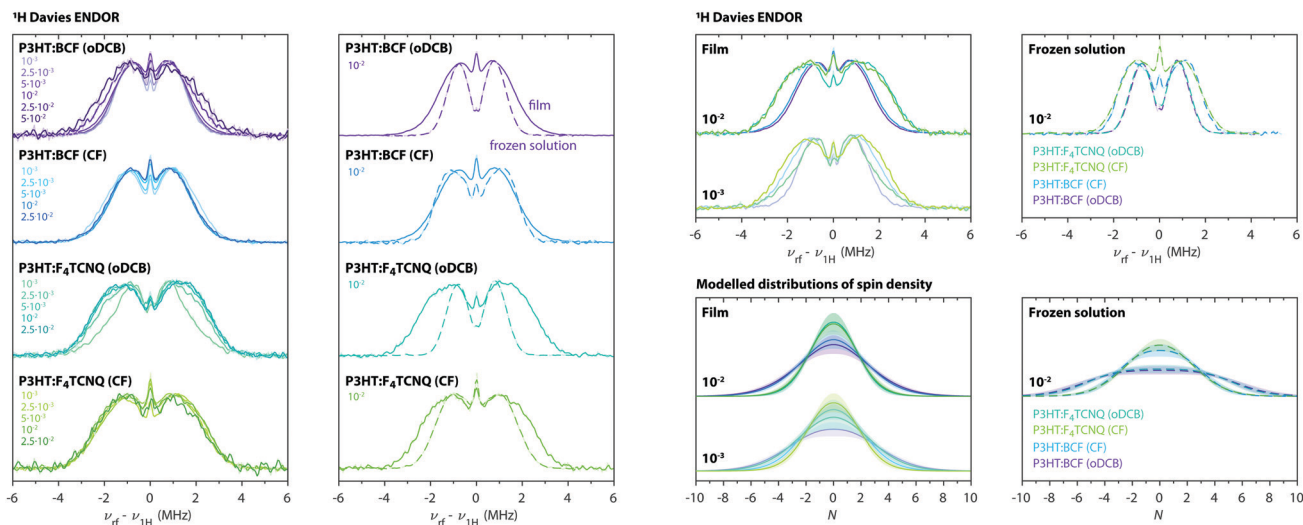 ¹H Davies ENDOR
P3HT:BCF (oDCB)
10⁻³
2.5·10⁻³
5·10⁻³
10⁻²
2.5·10⁻²
5·10⁻²
P3HT:BCF (CF)
10⁻³
2.5·10⁻³
5·10⁻³
10⁻²
2.5·10⁻²
P3HT:F₄TCNQ (oDCB)
10⁻³
2.5·10⁻³
5·10⁻³
10⁻²
2.5·10⁻²
P3HT:F₄TCNQ (CF)
10⁻³
2.5·10⁻³
5·10⁻³
10⁻²
2.5·10⁻²
-6 -4 -2 0 2 4 6
νrf - ν1H (MHz)
P3HT:BCF (oDCB)
10⁻²
film
frozen solution
P3HT:BCF (CF)
10⁻²
P3HT:F₄TCNQ (oDCB)
10⁻²
P3HT:F₄TCNQ (CF)
10⁻²
-6 -4 -2 0 2 4 6
νrf - ν1H (MHz)
¹H Davies ENDOR
Film
10⁻²
10⁻³
-6 -4 -2 0 2 4 6
νrf - ν1H (MHz)
Frozen solution
10⁻²
P3HT:F₄TCNQ (oDCB)
P3HT:F₄TCNQ (CF)
P3HT:BCF (CF)
P3HT:BCF (oDCB)
-6 -4 -2 0 2 4 6
νrf - ν1H (MHz)
Modelled distributions of spin density
Film
10⁻²
10⁻³
-10 -8 -6 -4 -2 0 2 4 6 8 10
N
Frozen solution
10⁻²
P3HT:F₄TCNQ (oDCB)
P3HT:F₄TCNQ (CF)
P3HT:BCF (CF)
P3HT:BCF (oDCB)
-10 -8 -6 -4 -2 0 2 4 6 8 10
N